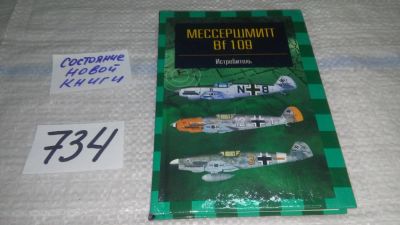 СОСТОЯНИЕ
НОВОЙ
КНИГИ
734
МЕССЕРШМИТТ
BF 109
Истребитель
N B